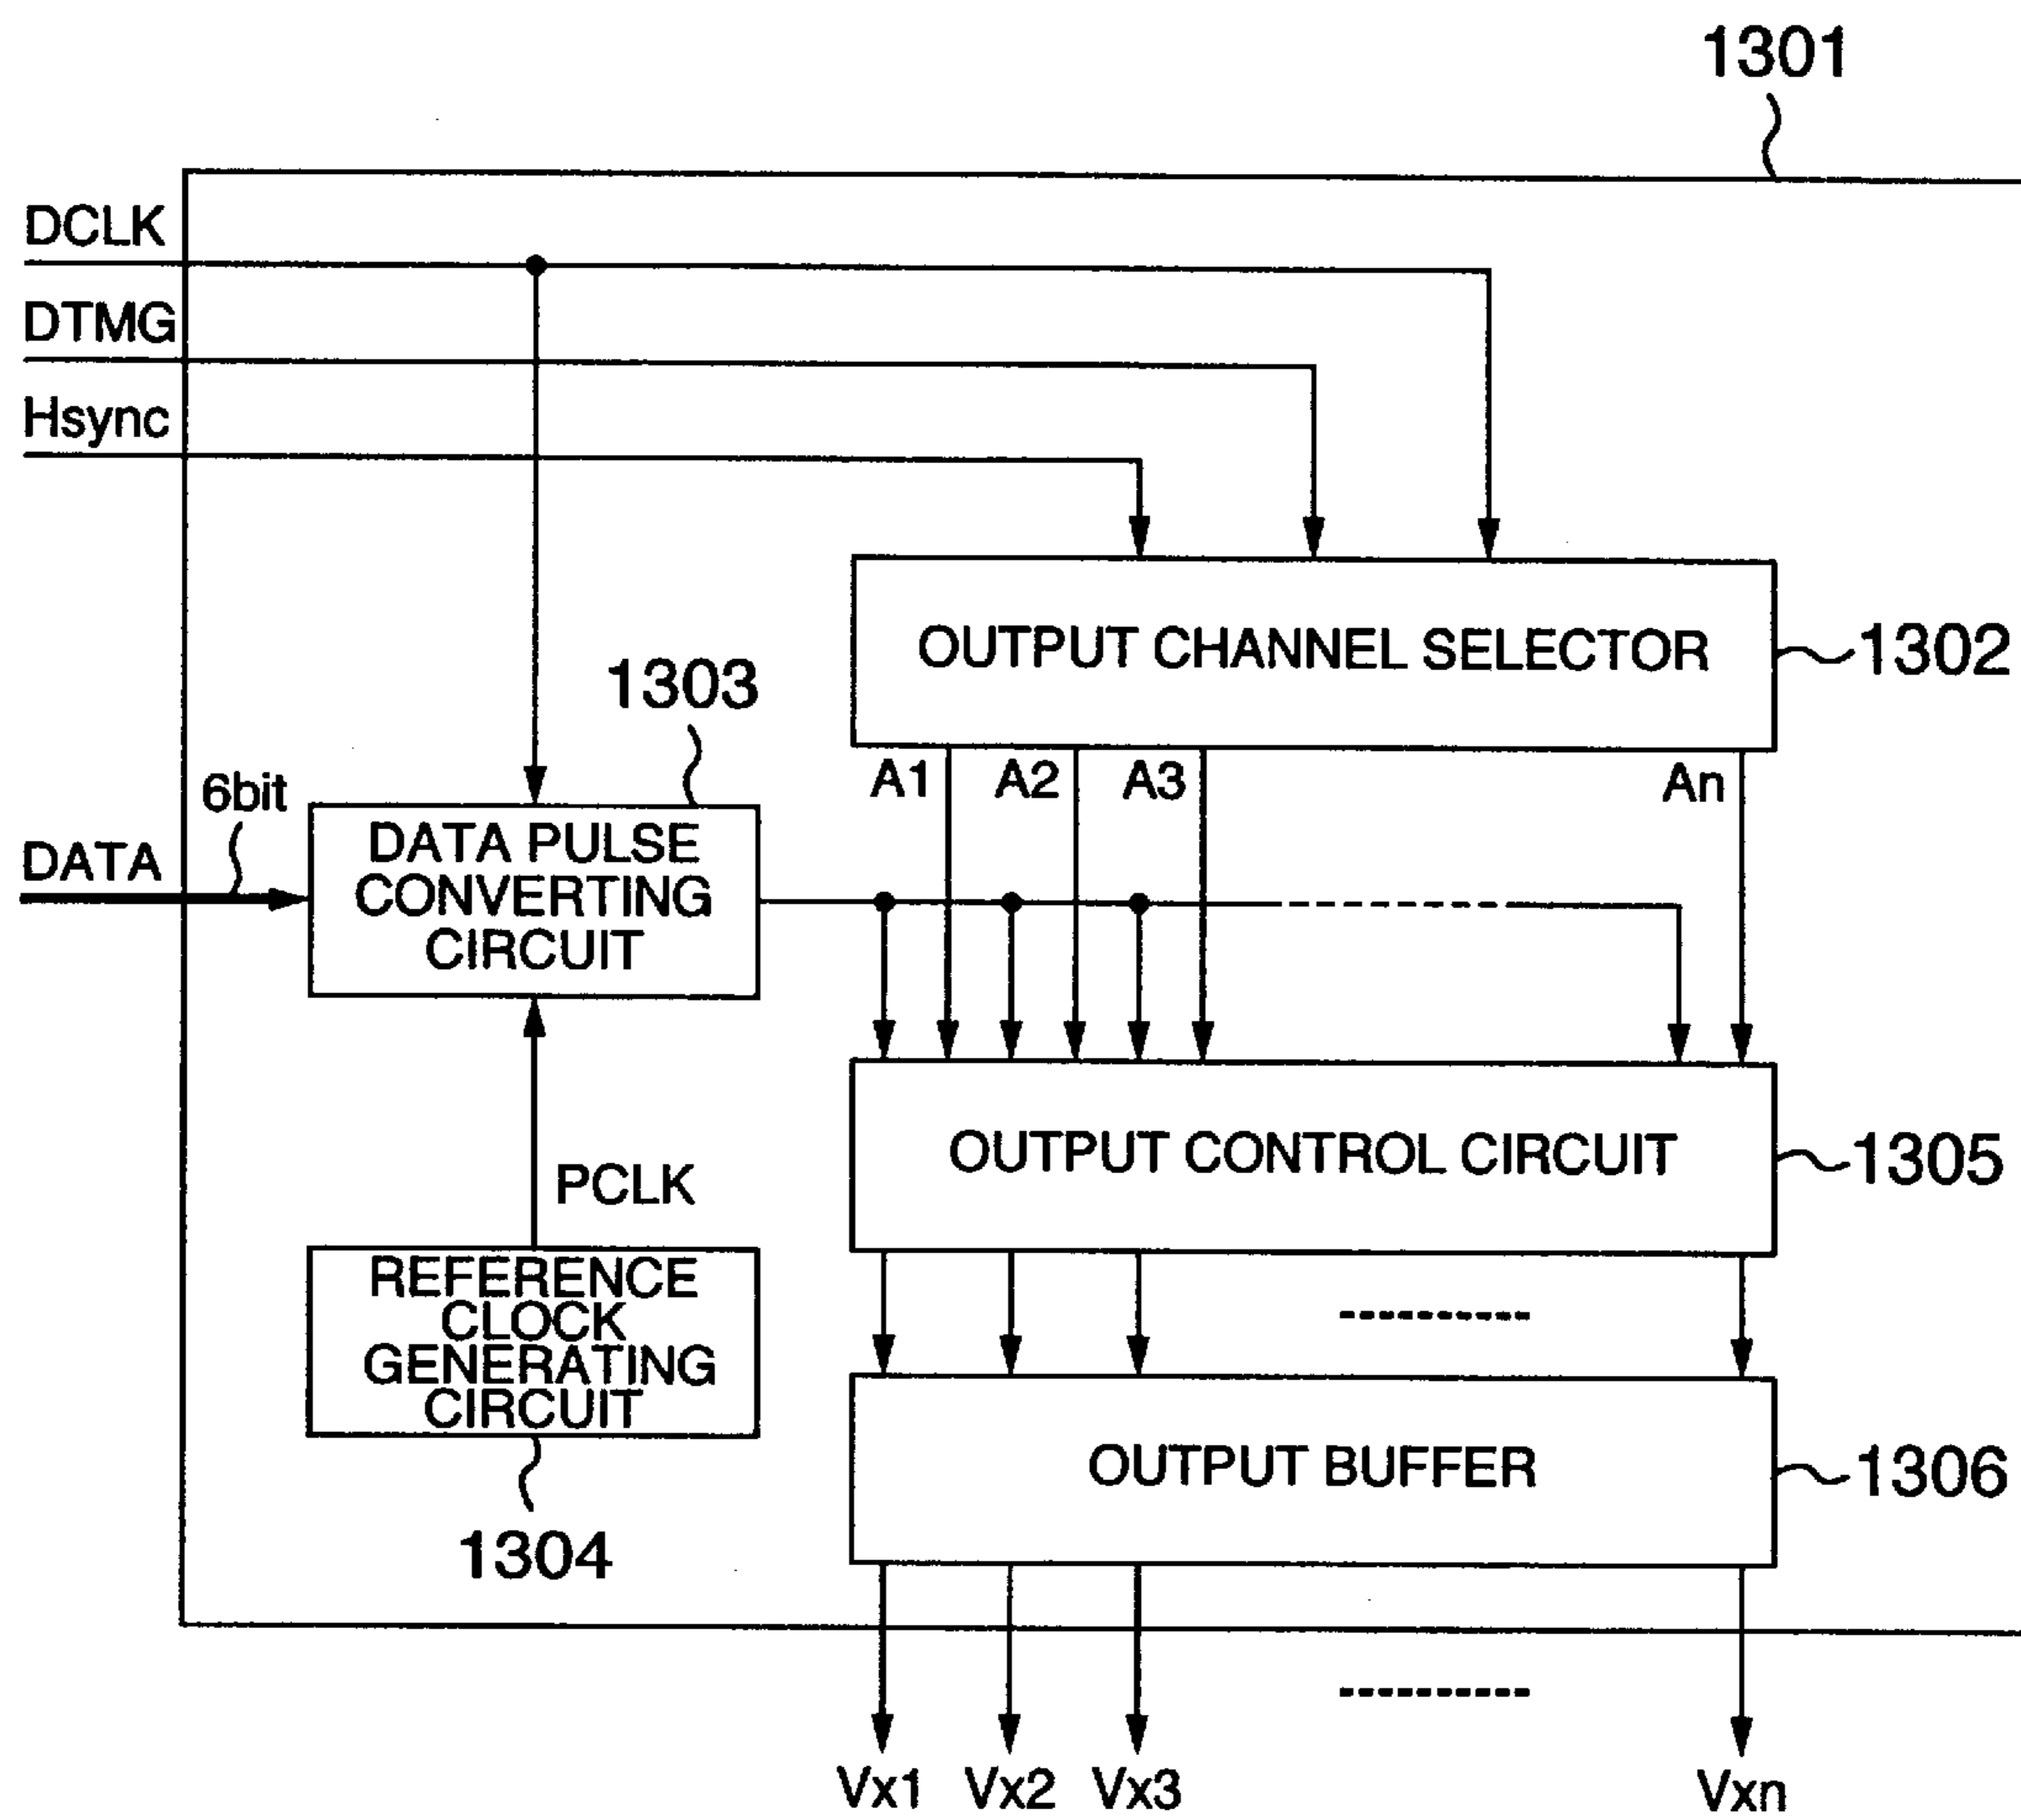 1301
DCLK
DTMG
Hsync
OUTPUT CHANNEL SELECTOR
1302
1303
A1
A2
A3
An
6bit
DATA
DATA PULSE
CONVERTING
CIRCUIT
OUTPUT CONTROL CIRCUIT
1305
PCLK
REFERENCE
CLOCK
GENERATING
CIRCUIT
1304
OUTPUT BUFFER
1306
Vx1
Vx2
Vx3
Vxn